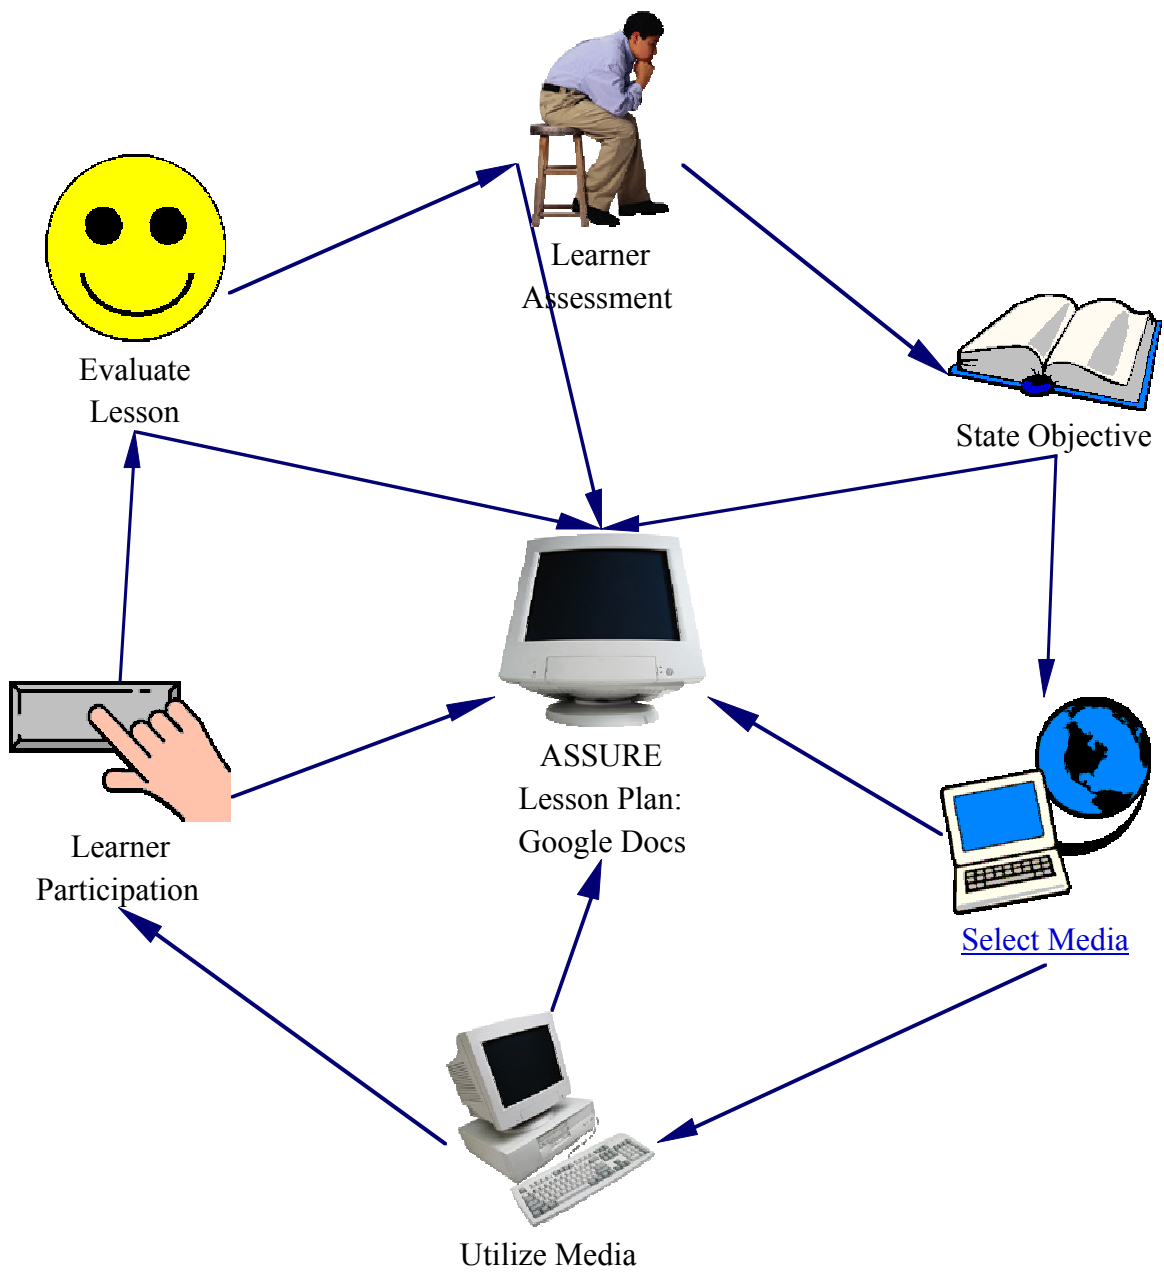 Learner
Assessment
Evaluate
Lesson
State Objective
ASSURE
Lesson Plan:
Google Docs
Learner
Participation
Select Media
Utilize Media